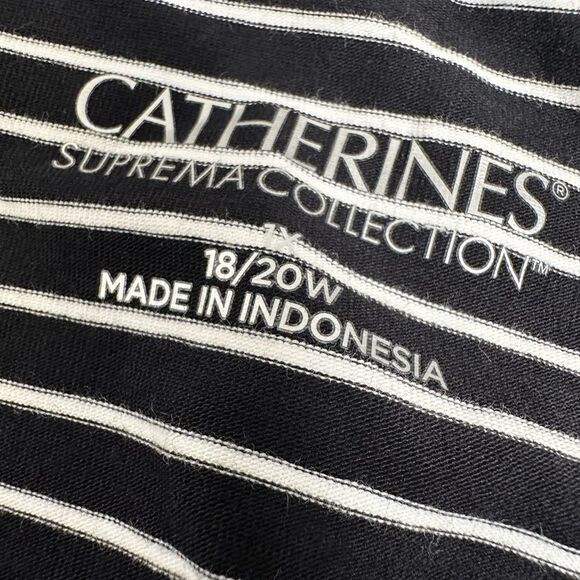 CATHERINES®
SUPREMA COLLECTION™
1X
18/20W
MADE IN INDONESIA